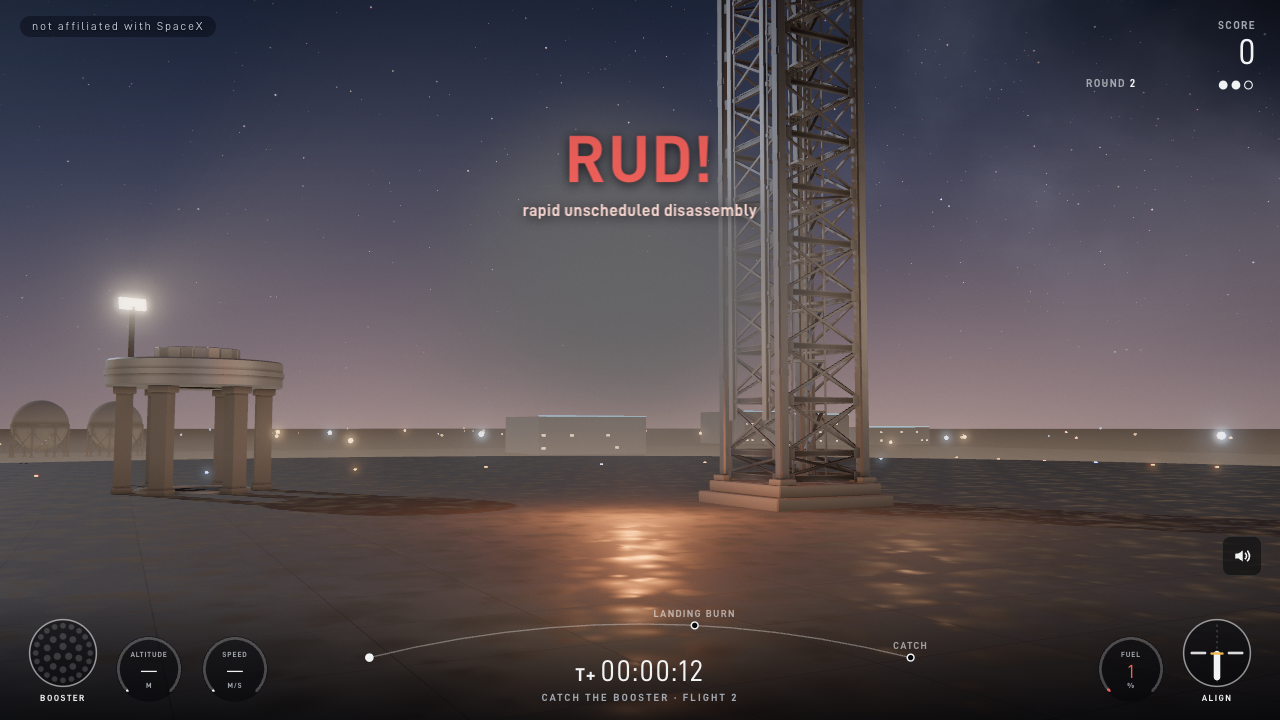 not affiliated with SpaceX
SCORE
0
ROUND 2
RUD!
rapid unscheduled disassembly
LANDING BURN
CATCH
T+ 00:00:12
CATCH THE BOOSTER · FLIGHT 2
BOOSTER
ALTITUDE
—
M
SPEED
—
M/S
FUEL
1
%
ALIGN